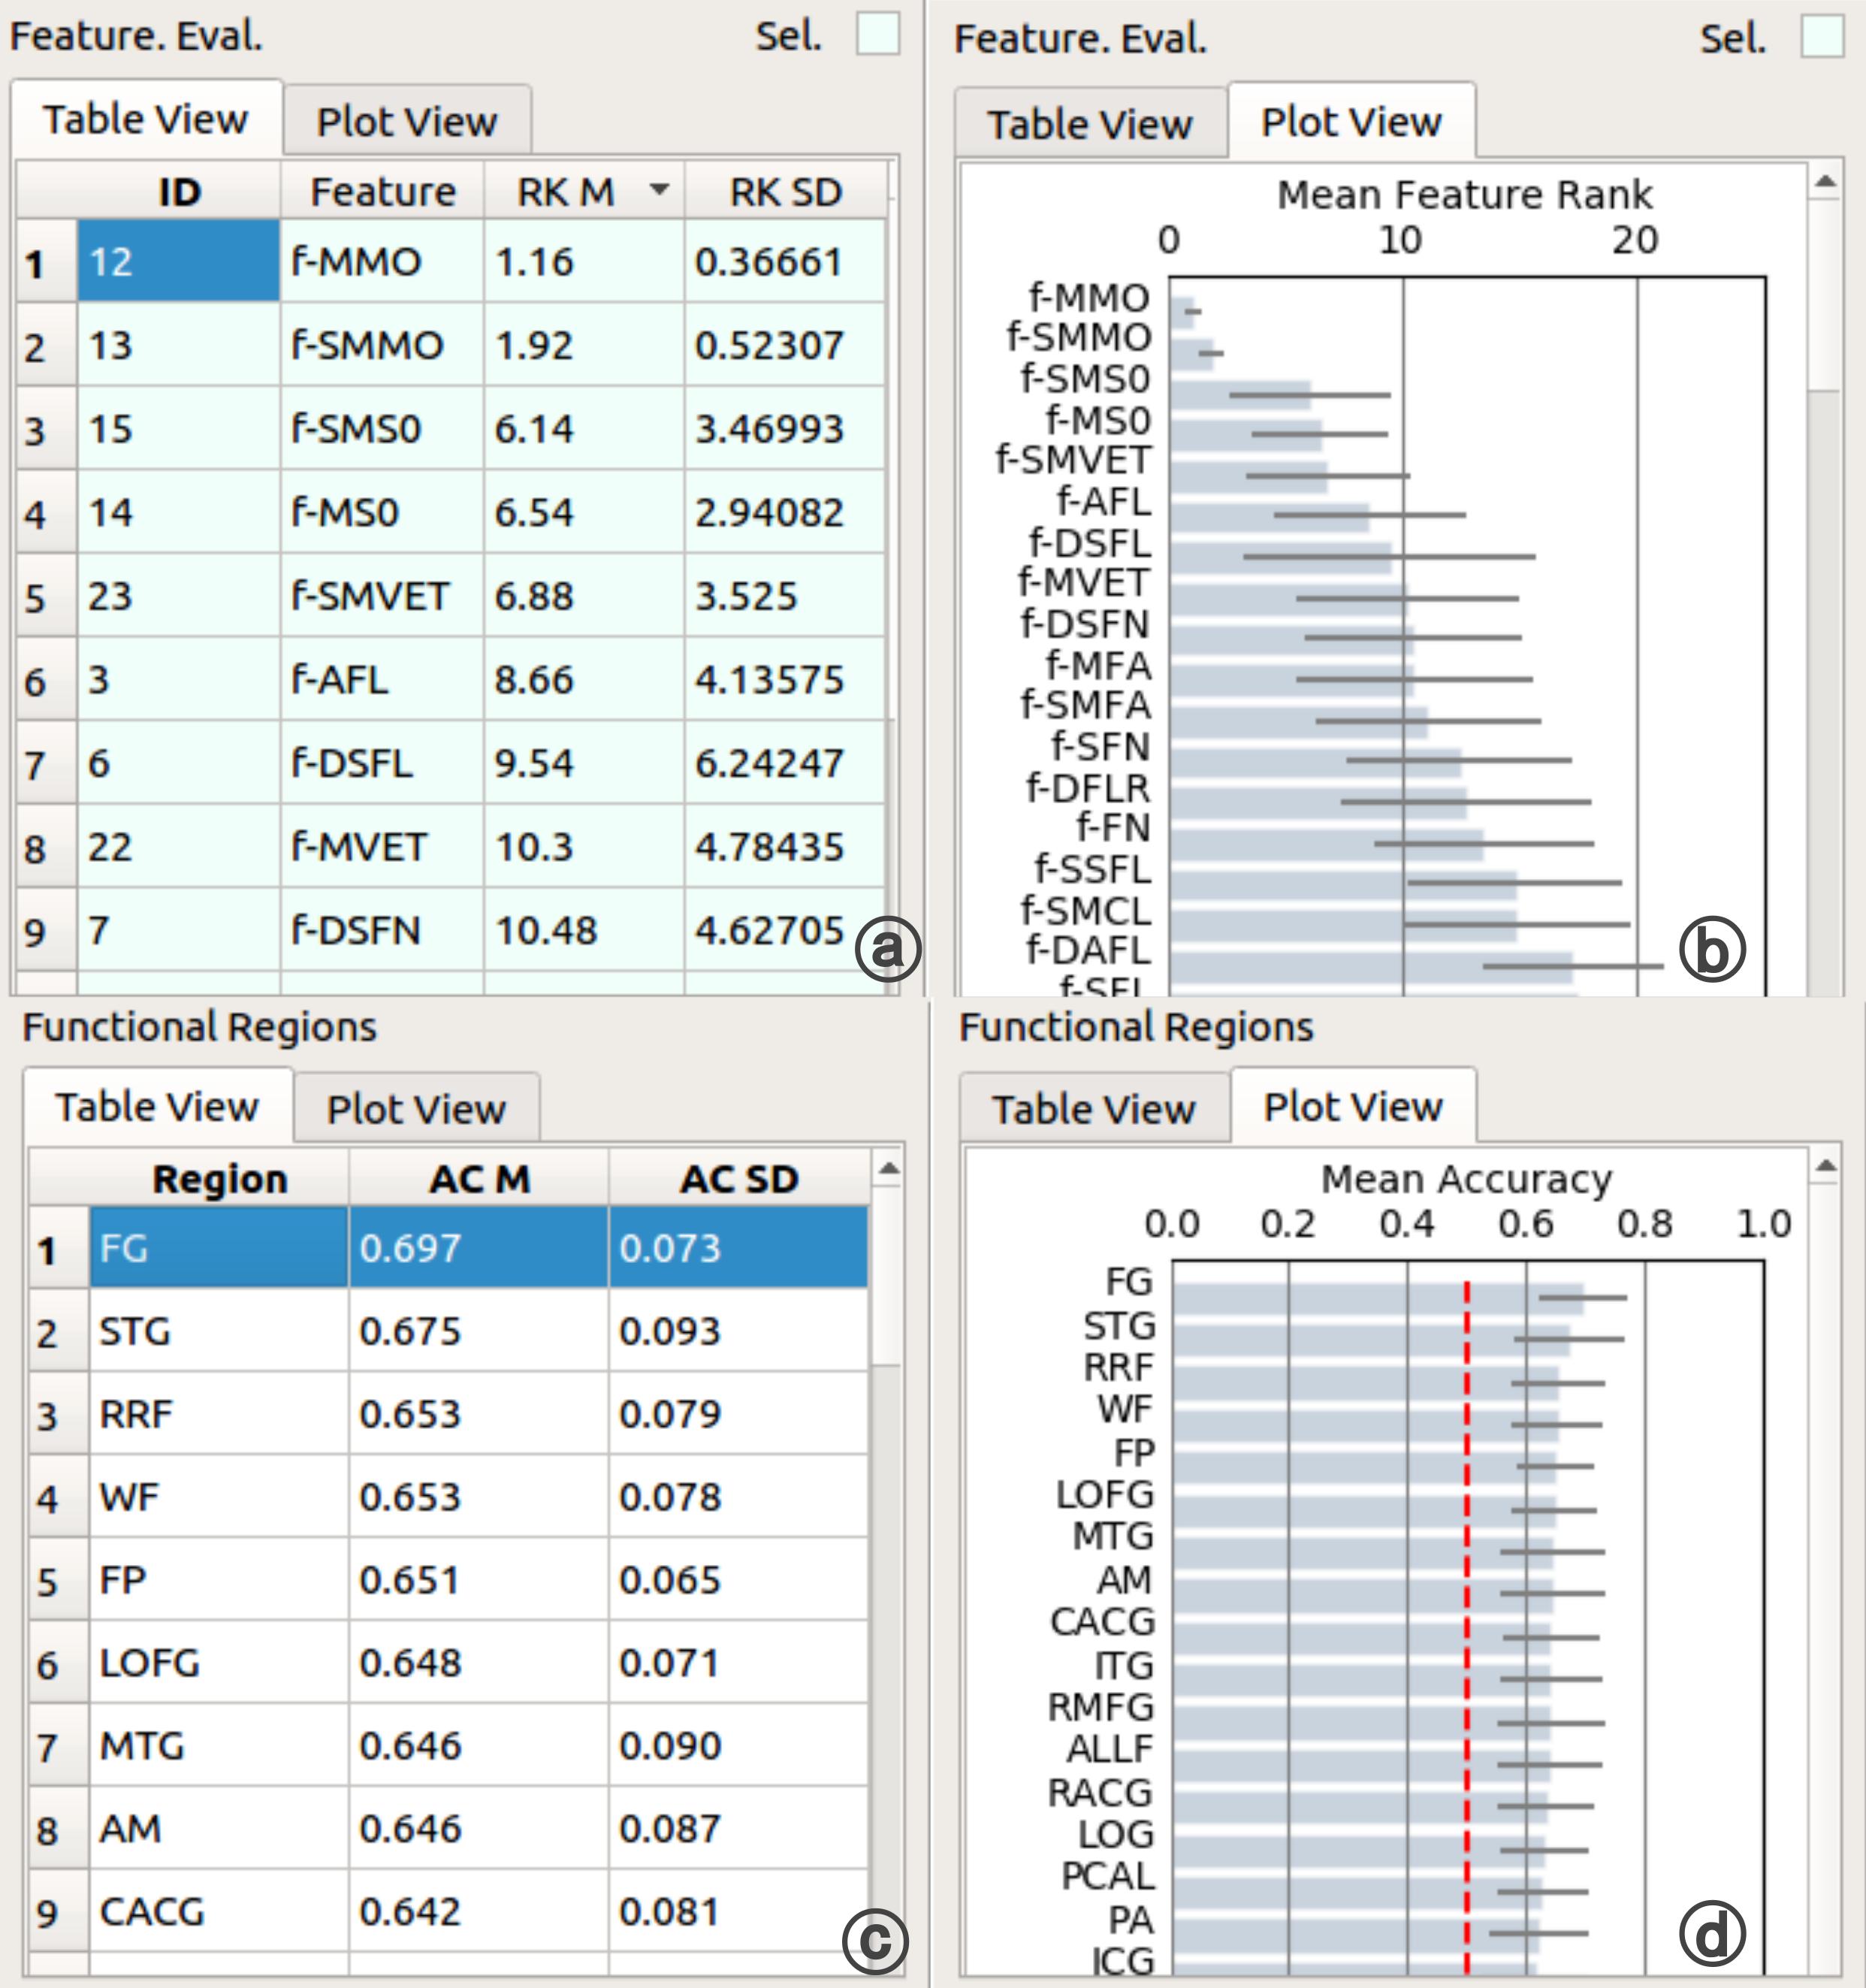 Feature. Eval. Sel.
Table View Plot View
ID Feature RK M RK SD
1 12 f-MMO 1.16 0.36661
2 13 f-SMMO 1.92 0.52307
3 15 f-SMS0 6.14 3.46993
4 14 f-MS0 6.54 2.94082
5 23 f-SMVET 6.88 3.525
6 3 f-AFL 8.66 4.13575
7 6 f-DSFL 9.54 6.24247
8 22 f-MVET 10.3 4.78435
9 7 f-DSFN 10.48 4.62705
a
Feature. Eval. Sel.
Table View Plot View
Mean Feature Rank
0 10 20
f-MMO
f-SMMO
f-SMS0
f-MS0
f-SMVET
f-AFL
f-DSFL
f-MVET
f-DSFN
f-MFA
f-SMFA
f-SFN
f-DFLR
f-FN
f-SSFL
f-SMCL
f-DAFL
f-SFL
b
Functional Regions
Table View Plot View
Region AC M AC SD
1 FG 0.697 0.073
2 STG 0.675 0.093
3 RRF 0.653 0.079
4 WF 0.653 0.078
5 FP 0.651 0.065
6 LOFG 0.648 0.071
7 MTG 0.646 0.090
8 AM 0.646 0.087
9 CACG 0.642 0.081
c
Functional Regions
Table View Plot View
Mean Accuracy
0.0 0.2 0.4 0.6 0.8 1.0
FG
STG
RRF
WF
FP
LOFG
MTG
AM
CACG
ITG
RMFG
ALLF
RACG
LOG
PCAL
PA
ICG
d